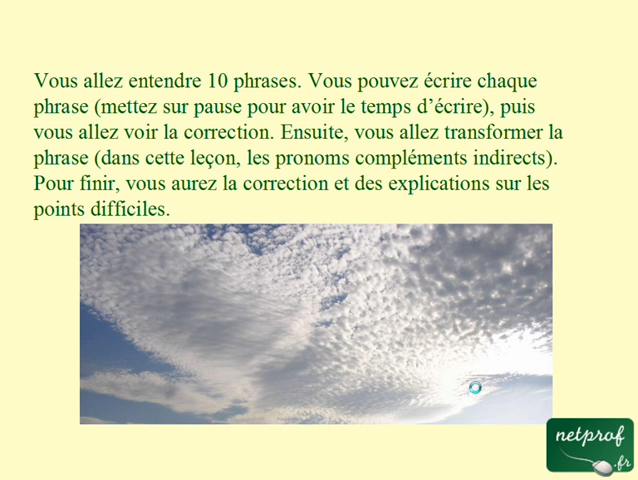 Vous allez entendre 10 phrases. Vous pouvez écrire chaque
phrase (mettez sur pause pour avoir le temps d'écrire), puis
vous allez voir la correction. Ensuite, vous allez transformer la
phrase (dans cette leçon, les pronoms compléments indirects).
Pour finir, vous aurez la correction et des explications sur les
points difficiles.
netprof
.fr